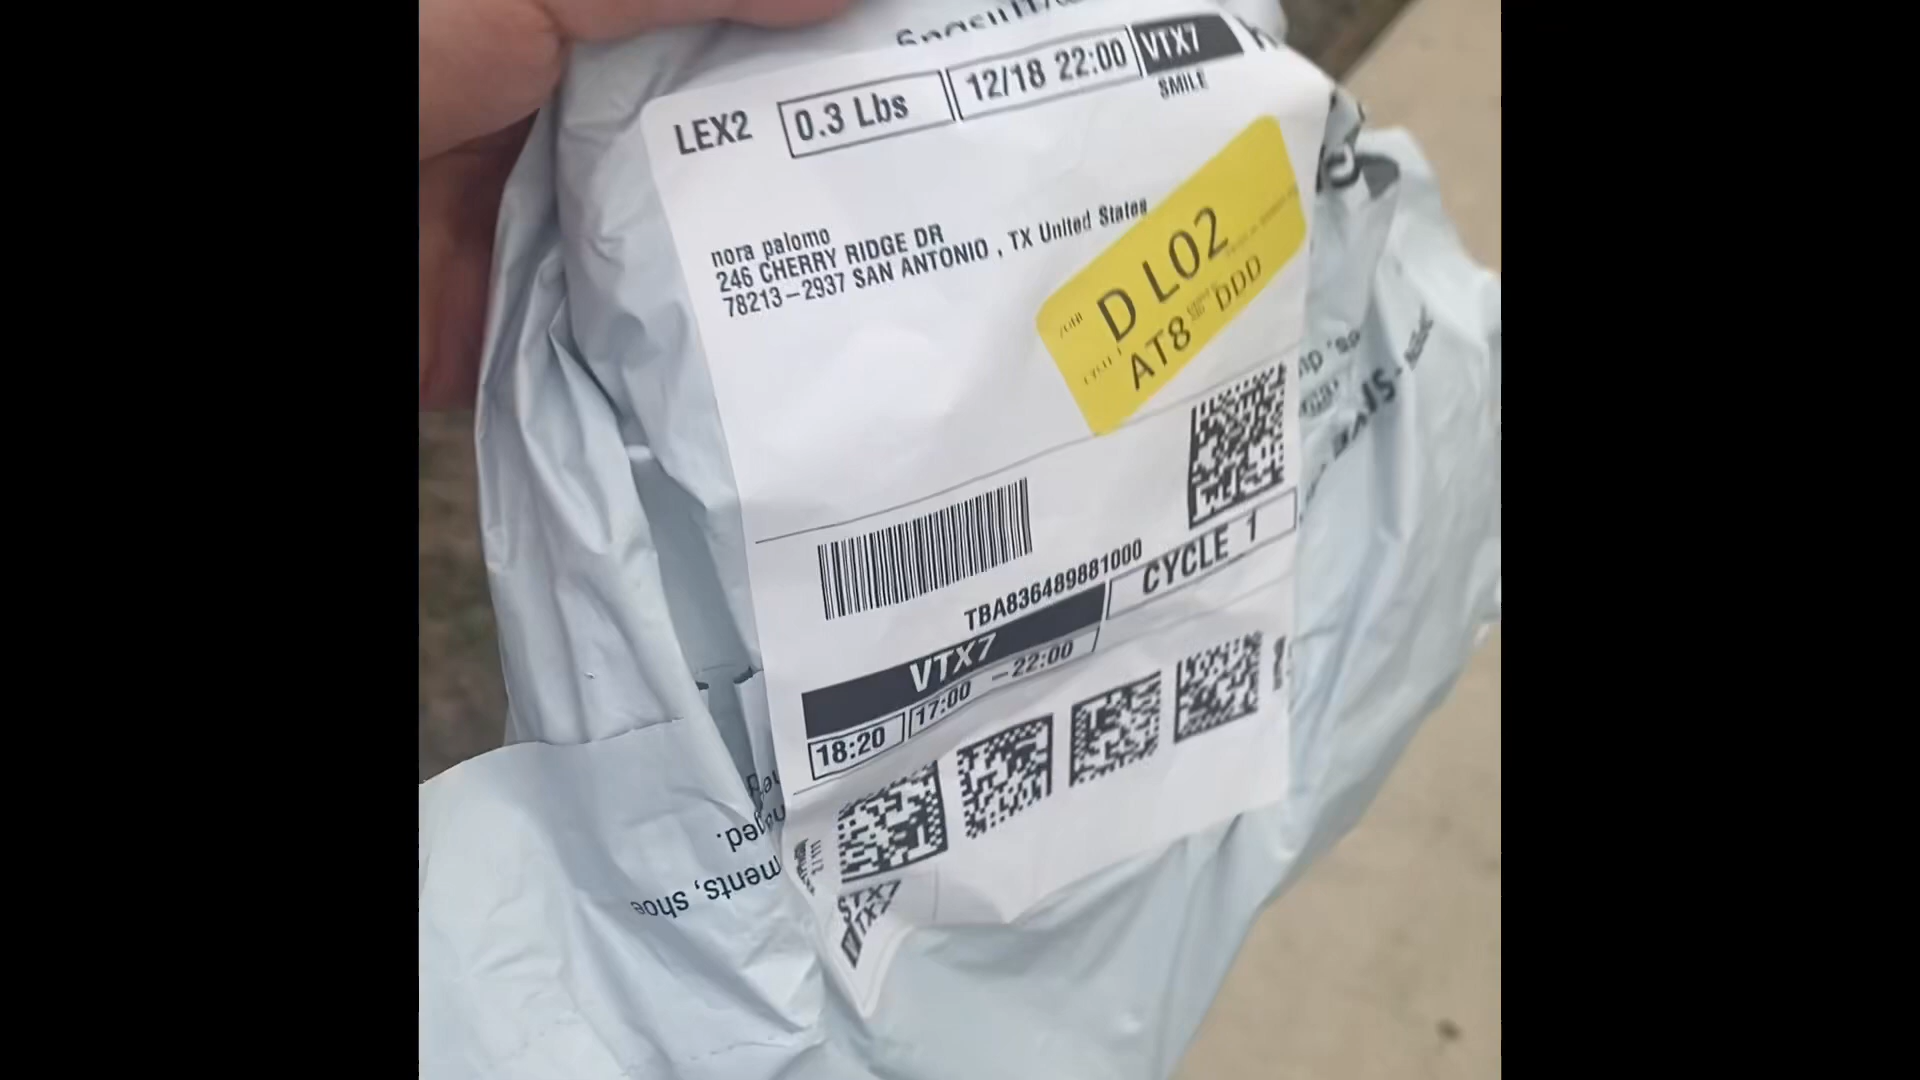 LEX2
0.3 Lbs
12/18 22:00
VTX7
SMILE
nora palomo
246 CHERRY RIDGE DR
78213-2937 SAN ANTONIO , TX United States
D L02
AT8 DDD
TBA836489881000
CYCLE 1
VTX7
18:20
17:00 -22:00
STX7
ments, shoe
aged.